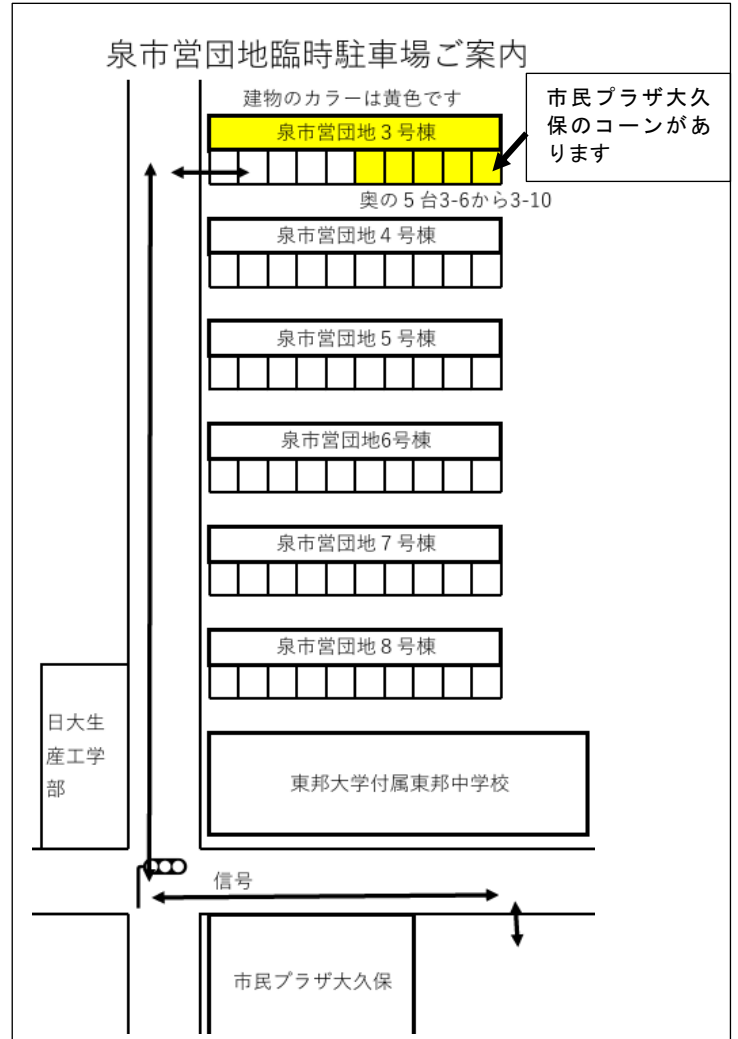 泉市営団地臨時駐車場ご案内
建物のカラーは黄色です
市民プラザ大久
保のコーンがあ
ります
泉市営団地3号棟
奥の5台3-6から3-10
泉市営団地4号棟
泉市営団地5号棟
泉市営団地6号棟
泉市営団地7号棟
泉市営団地8号棟
日大生
産工学
部
東邦大学付属東邦中学校
信号
市民プラザ大久保